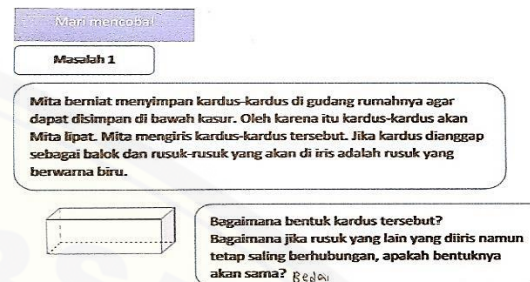 Mari mencoba!
Masalah 1
Mita berniat menyimpan kardus-kardus di gudang rumahnya agar
dapat disimpan di bawah kasur. Oleh karena itu kardus-kardus akan
Mita lipat. Mita mengiris kardus-kardus tersebut. Jika kardus dianggap
sebagai balok dan rusuk-rusuk yang akan di iris adalah rusuk yang
berwarna biru.
Bagaimana bentuk kardus tersebut?
Bagaimana jika rusuk yang lain yang diiris namun
tetap saling berhubungan, apakah bentuknya
akan sama? Beda